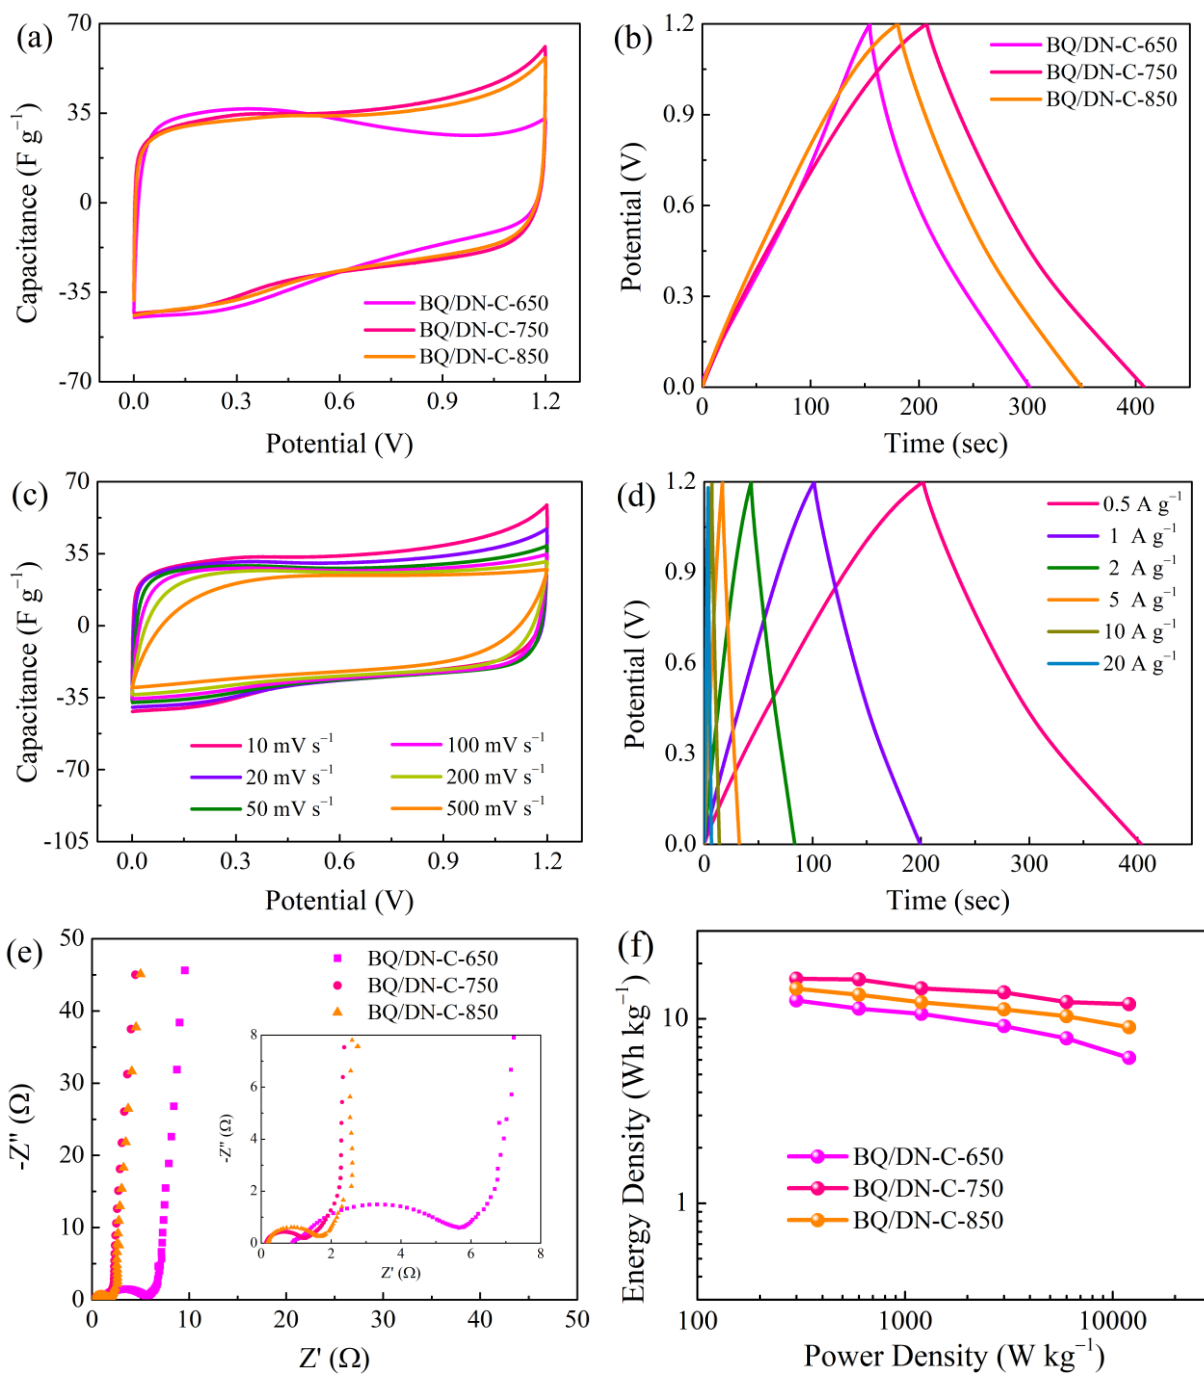 (a)
70
35
0
-35
-70
Capacitance (F g⁻¹)
BQ/DN-C-650
BQ/DN-C-750
BQ/DN-C-850
0.0 0.3 0.6 0.9 1.2
Potential (V)
(b)
1.2
0.9
0.6
0.3
0.0
Potential (V)
BQ/DN-C-650
BQ/DN-C-750
BQ/DN-C-850
0 100 200 300 400
Time (sec)
(c)
70
35
0
-35
-70
-105
Capacitance (F g⁻¹)
10 mV s⁻¹ 100 mV s⁻¹
20 mV s⁻¹ 200 mV s⁻¹
50 mV s⁻¹ 500 mV s⁻¹
0.0 0.3 0.6 0.9 1.2
Potential (V)
(d)
1.2
0.9
0.6
0.3
0.0
Potential (V)
0.5 A g⁻¹
1 A g⁻¹
2 A g⁻¹
5 A g⁻¹
10 A g⁻¹
20 A g⁻¹
0 100 200 300 400
Time (sec)
(e)
50
40
30
20
10
0
-Z'' (Ω)
BQ/DN-C-650
BQ/DN-C-750
BQ/DN-C-850
8
6
4
2
0
-Z'' (Ω)
0 2 4 6 8
Z' (Ω)
0 10 20 30 40 50
Z' (Ω)
(f)
10
1
Energy Density (Wh kg⁻¹)
BQ/DN-C-650
BQ/DN-C-750
BQ/DN-C-850
100 1000 10000
Power Density (W kg⁻¹)